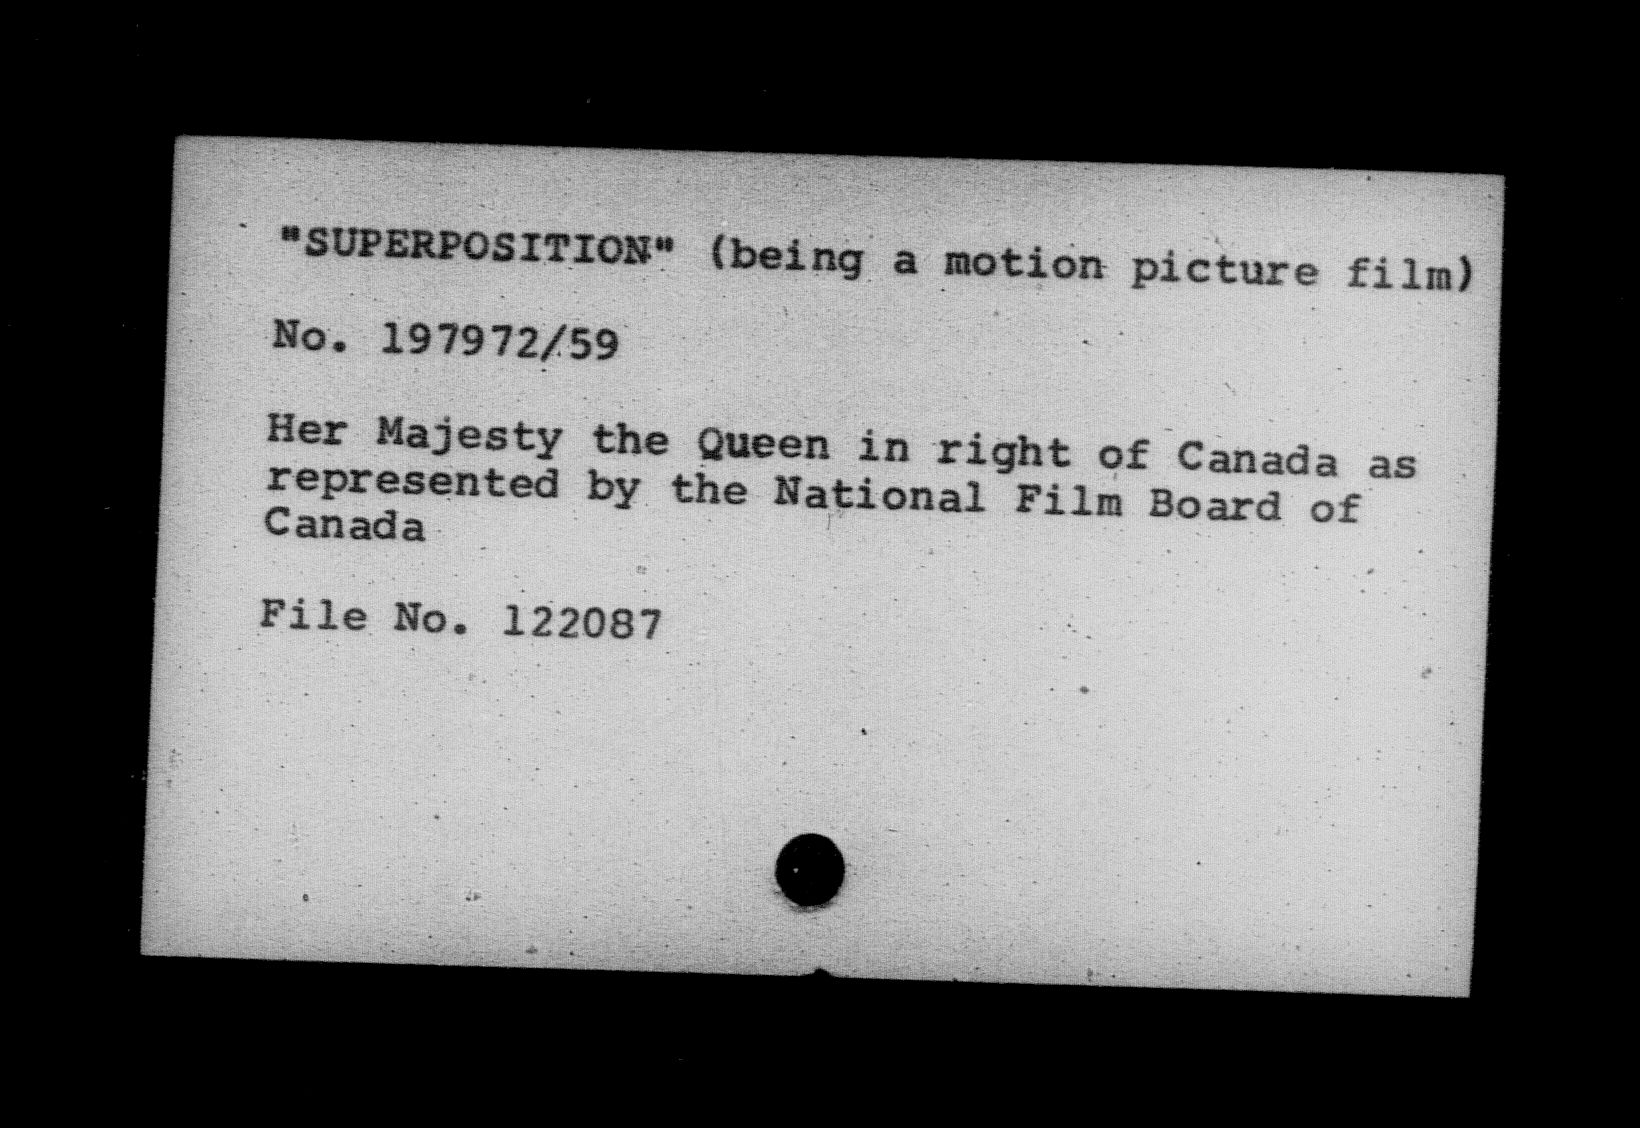 "SUPERPOSITION" (being a motion picture film)
No. 197972/59
Her Majesty the Queen in right of Canada as
represented by the National Film Board of
Canada
File No. 122087